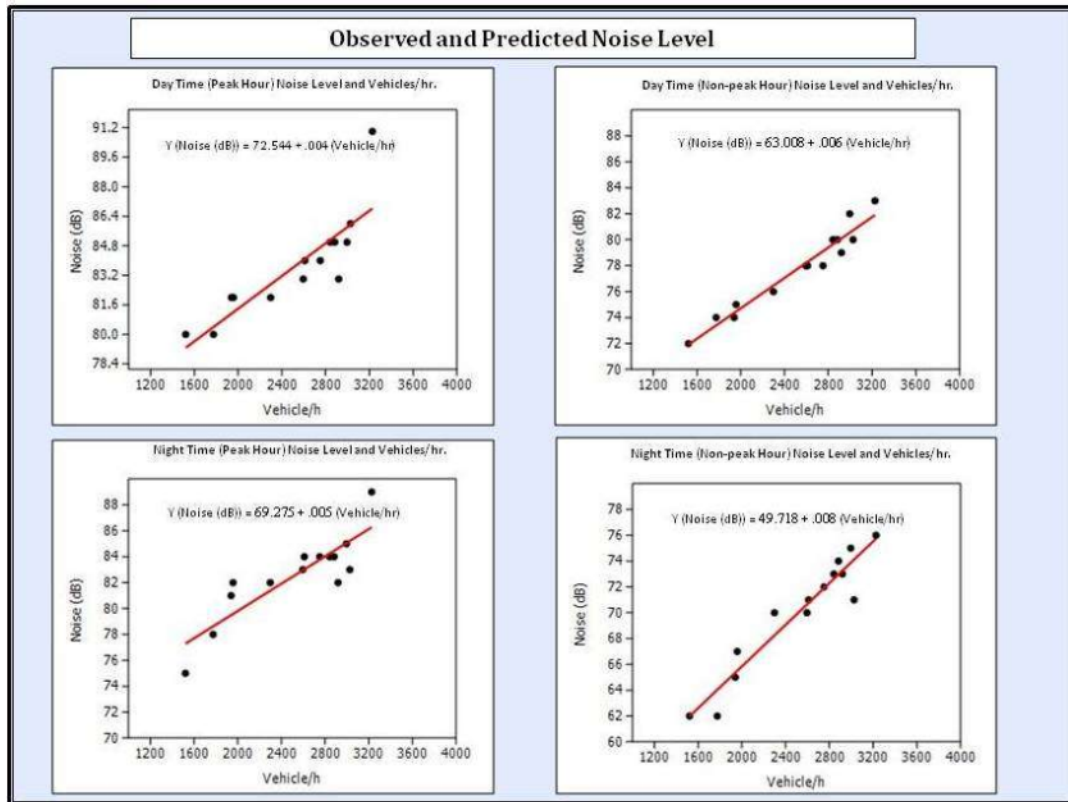 Observed and Predicted Noise Level
Day Time (Peak Hour) Noise Level and Vehicles/hr.
Y (Noise (dB)) = 72.544 + .004 (Vehicle/hr)
Noise (dB)
91.2
89.6
88.0
86.4
84.8
83.2
81.6
80.0
78.4
1200 1600 2000 2400 2800 3200 3600 4000
Vehicle/h
Day Time (Non-peak Hour) Noise Level and Vehicles/hr.
Y (Noise (dB)) = 63.008 + .006 (Vehicle/hr)
Noise (dB)
88
86
84
82
80
78
76
74
72
70
1200 1600 2000 2400 2800 3200 3600 4000
Vehicle/h
Night Time (Peak Hour) Noise Level and Vehicles/hr.
Y (Noise (dB)) = 69.275 + .005 (Vehicle/hr)
Noise (dB)
88
86
84
82
80
78
76
74
72
70
1200 1600 2000 2400 2800 3200 3600 4000
Vehicle/h
Night Time (Non-peak Hour) Noise Level and Vehicles/hr.
Y (Noise (dB)) = 49.718 + .008 (Vehicle/hr)
Noise (dB)
78
76
74
72
70
68
66
64
62
60
1200 1600 2000 2400 2800 3200 3600 4000
Vehicle/h